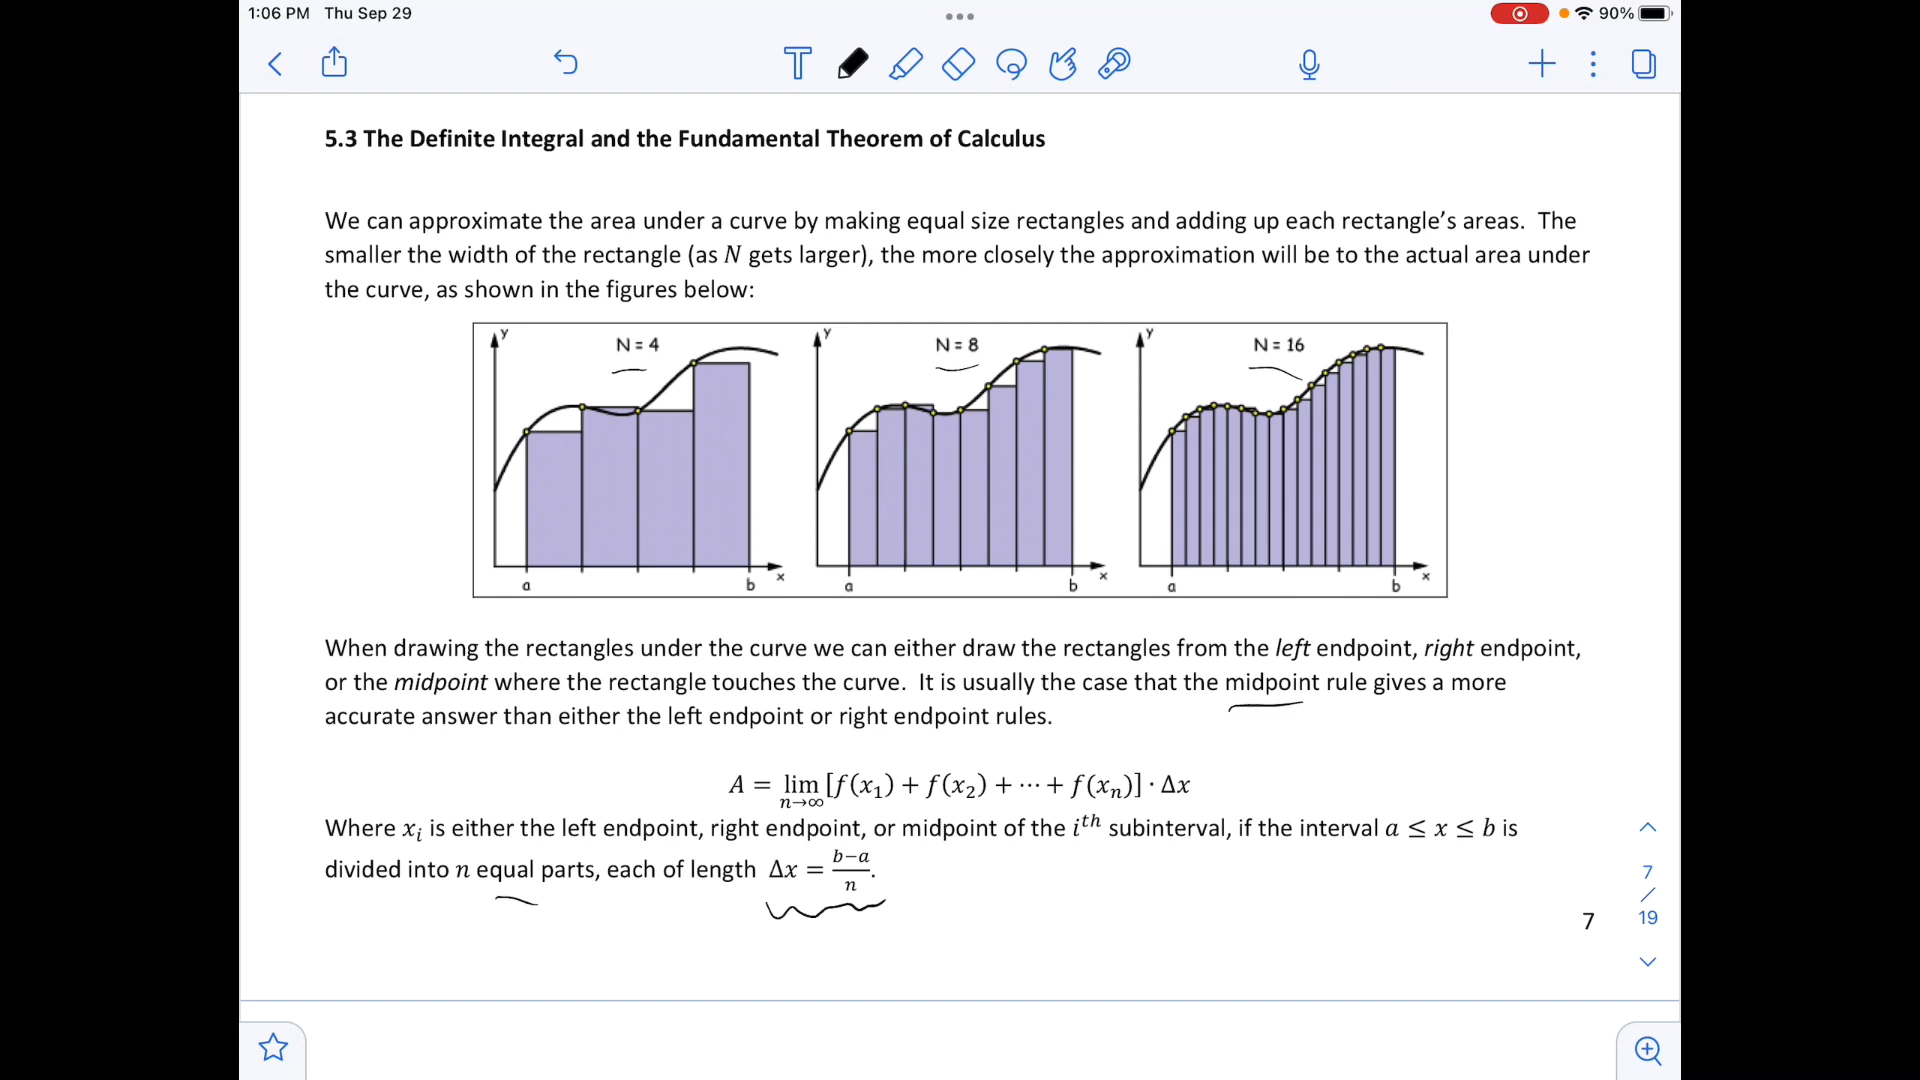 1:06 PM Thu Sep 29
90%
5.3 The Definite Integral and the Fundamental Theorem of Calculus
We can approximate the area under a curve by making equal size rectangles and adding up each rectangle’s areas. The
smaller the width of the rectangle (as N gets larger), the more closely the approximation will be to the actual area under
the curve, as shown in the figures below:
y N = 4 a b x
y N = 8 a b x
y N = 16 a b x
When drawing the rectangles under the curve we can either draw the rectangles from the left endpoint, right endpoint,
or the midpoint where the rectangle touches the curve. It is usually the case that the midpoint rule gives a more
accurate answer than either the left endpoint or right endpoint rules.
A = lim n→∞ [f(x₁) + f(x₂) + ⋯ + f(xₙ)] · Δx
Where xᵢ is either the left endpoint, right endpoint, or midpoint of the iᵗʰ subinterval, if the interval a ≤ x ≤ b is
divided into n equal parts, each of length Δx = b−a/n.
7
7
/
19